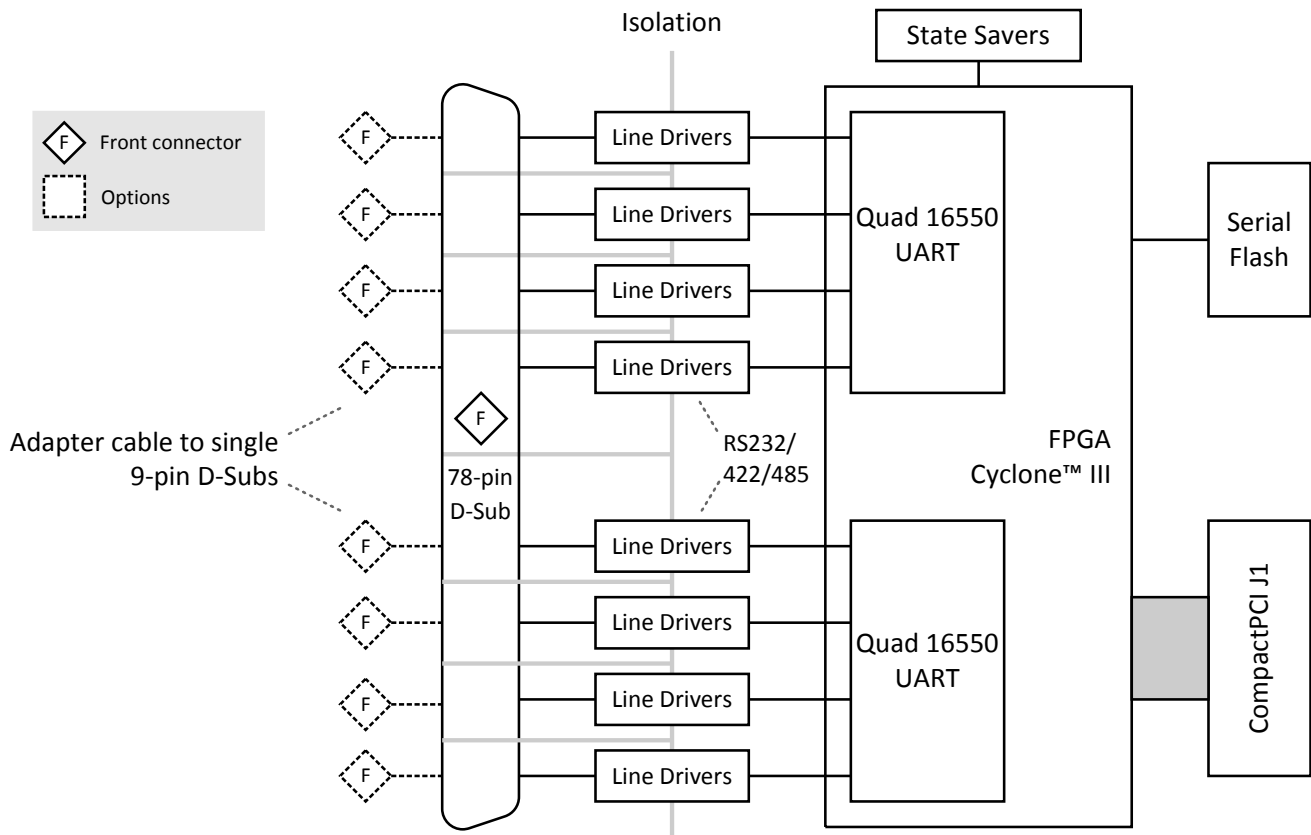 Isolation
State Savers
F Front connector
Options
F
F
F
F
Line Drivers
Line Drivers
Line Drivers
Line Drivers
Quad 16550
UART
Serial
Flash
Adapter cable to single
9-pin D-Subs
F
78-pin
D-Sub
RS232/
422/485
FPGA
Cyclone™ III
F
F
F
F
Line Drivers
Line Drivers
Line Drivers
Line Drivers
Quad 16550
UART
CompactPCI J1